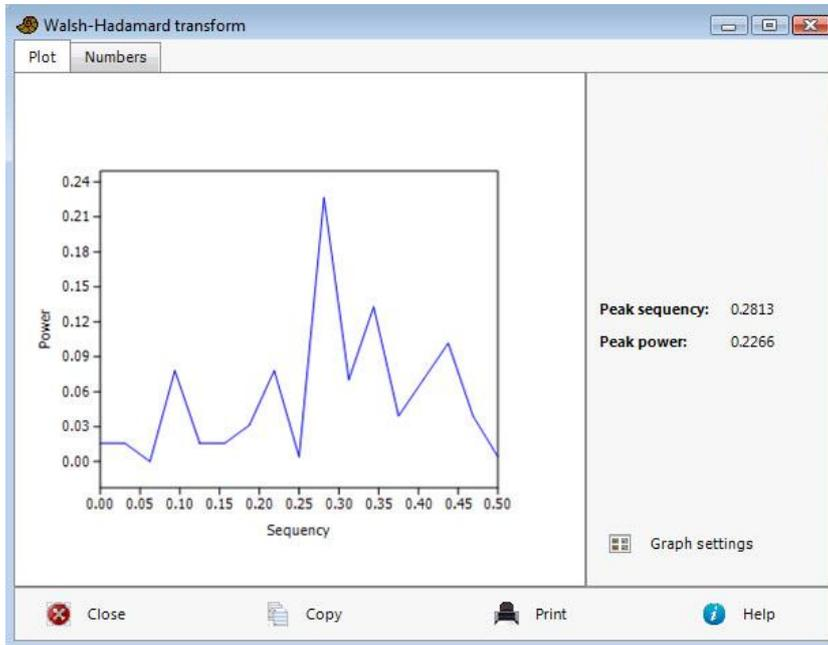 Walsh-Hadamard transform
Plot Numbers
0.24
0.21
0.18
0.15
0.12
0.09
0.06
0.03
0.00
Power
0.00 0.05 0.10 0.15 0.20 0.25 0.30 0.35 0.40 0.45 0.50
Sequency
Peak sequency: 0.2813
Peak power: 0.2266
Graph settings
Close Copy Print Help